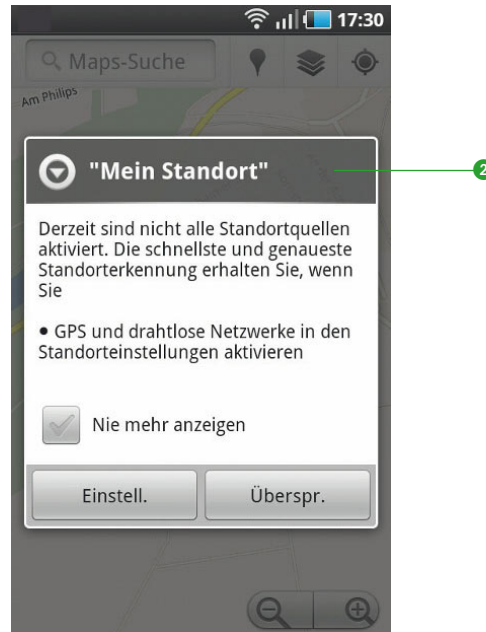 17:30
Maps-Suche
Am Philips
"Mein Standort"
2
Derzeit sind nicht alle Standortquellen
aktiviert. Die schnellste und genaueste
Standorterkennung erhalten Sie, wenn
Sie
• GPS und drahtlose Netzwerke in den
Standorteinstellungen aktivieren
Nie mehr anzeigen
Einstell. Überspr.